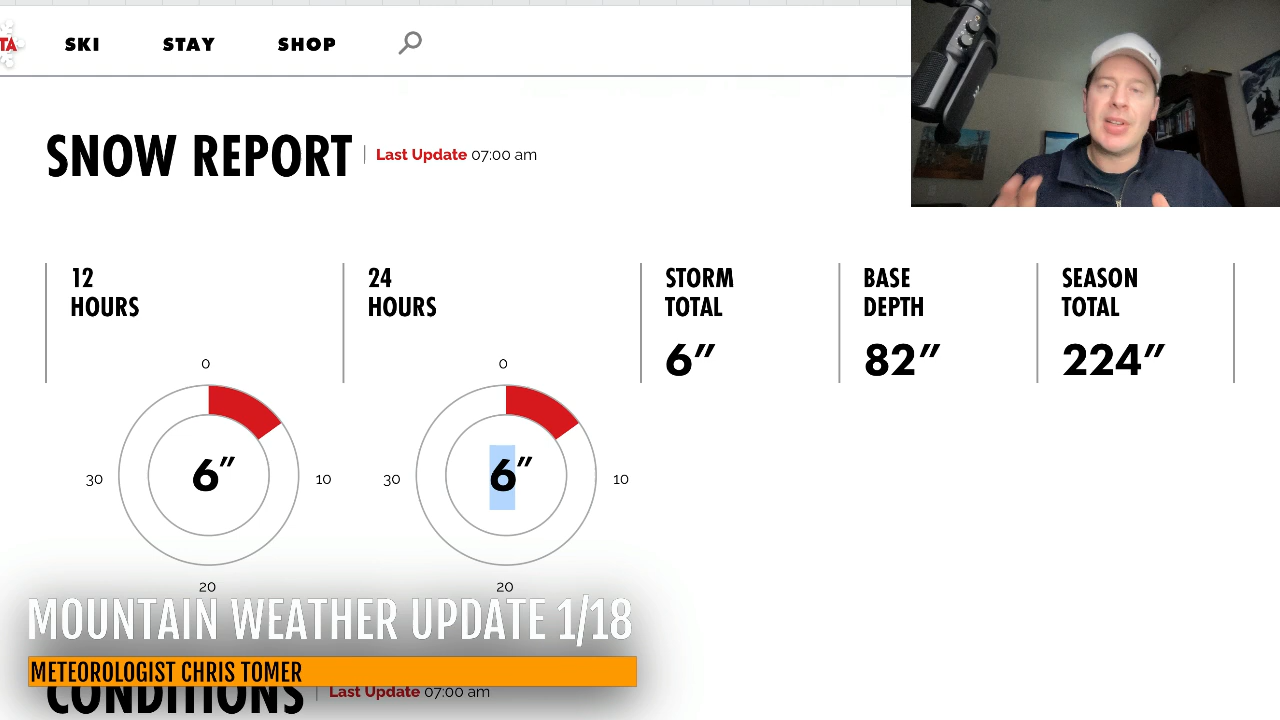 TA
SKI STAY SHOP
SNOW REPORT Last Update 07:00 am
12 HOURS
24 HOURS
STORM TOTAL
6″
BASE DEPTH
82″
SEASON TOTAL
224″
0
10
20
30
6″
0
10
20
30
6″
MOUNTAIN WEATHER UPDATE 1/18
METEOROLOGIST CHRIS TOMER
CONDITIONS Last Update 07:00 am